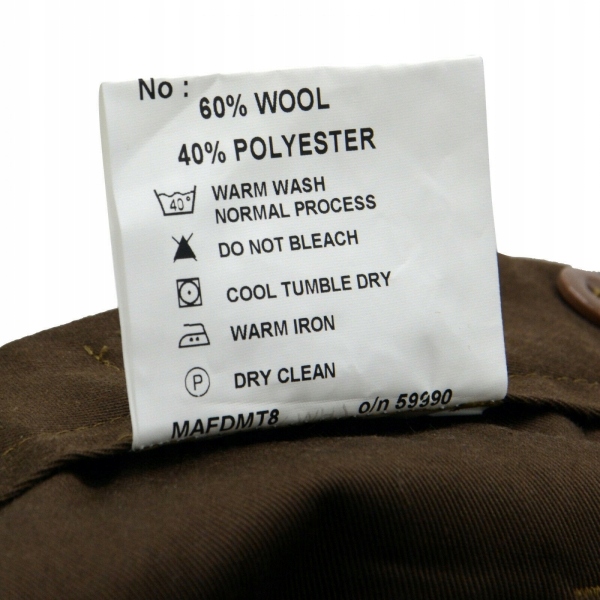 No :
60% WOOL
40% POLYESTER
40° WARM WASH
NORMAL PROCESS
DO NOT BLEACH
COOL TUMBLE DRY
WARM IRON
P DRY CLEAN
MAFDMT8 o/n 59990